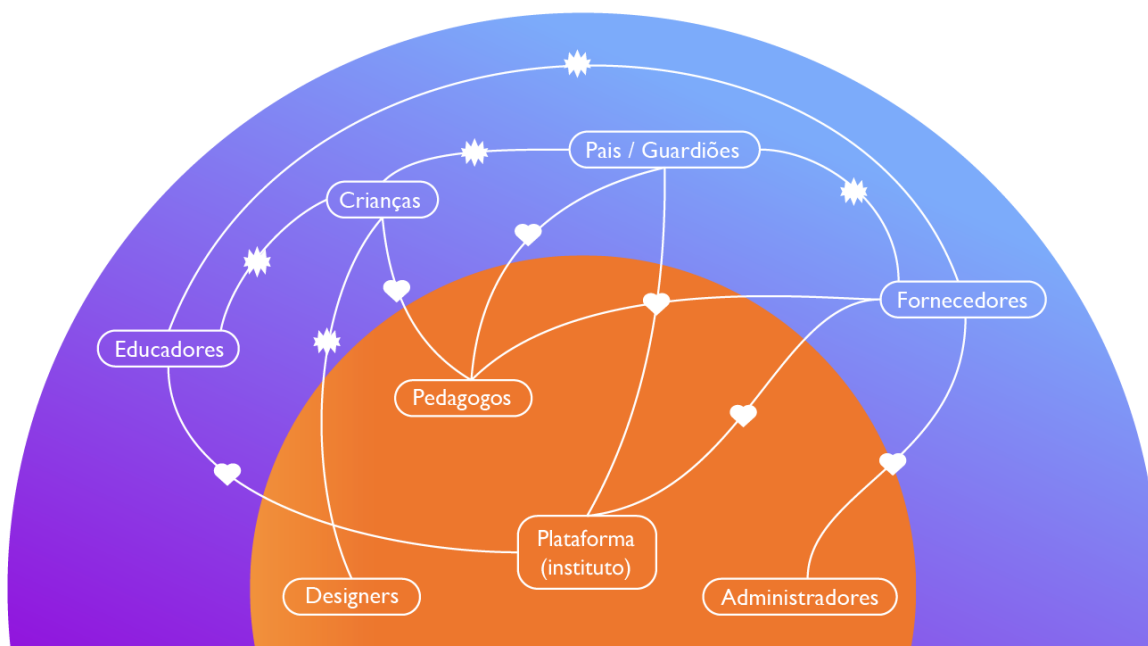 Pais / Guardiões
Crianças
Fornecedores
Educadores
Pedagogos
Plataforma
(instituto)
Designers
Administradores